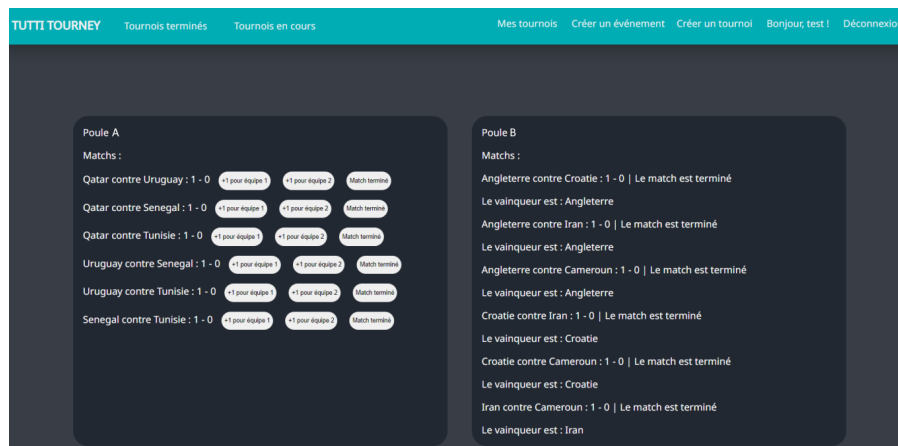 TUTTI TOURNEY Tournois terminés Tournois en cours Mes tournois Créer un événement Créer un tournoi Bonjour, test ! Déconnexio
Poule A
Matchs :
Qatar contre Uruguay : 1 - 0 +1 pour équipe 1 +1 pour équipe 2 Match terminé
Qatar contre Senegal : 1 - 0 +1 pour équipe 1 +1 pour équipe 2 Match terminé
Qatar contre Tunisie : 1 - 0 +1 pour équipe 1 +1 pour équipe 2 Match terminé
Uruguay contre Senegal : 1 - 0 +1 pour équipe 1 +1 pour équipe 2 Match terminé
Uruguay contre Tunisie : 1 - 0 +1 pour équipe 1 +1 pour équipe 2 Match terminé
Senegal contre Tunisie : 1 - 0 +1 pour équipe 1 +1 pour équipe 2 Match terminé
Poule B
Matchs :
Angleterre contre Croatie : 1 - 0 | Le match est terminé
Le vainqueur est : Angleterre
Angleterre contre Iran : 1 - 0 | Le match est terminé
Le vainqueur est : Angleterre
Angleterre contre Cameroun : 1 - 0 | Le match est terminé
Le vainqueur est : Angleterre
Croatie contre Iran : 1 - 0 | Le match est terminé
Le vainqueur est : Croatie
Croatie contre Cameroun : 1 - 0 | Le match est terminé
Le vainqueur est : Croatie
Iran contre Cameroun : 1 - 0 | Le match est terminé
Le vainqueur est : Iran